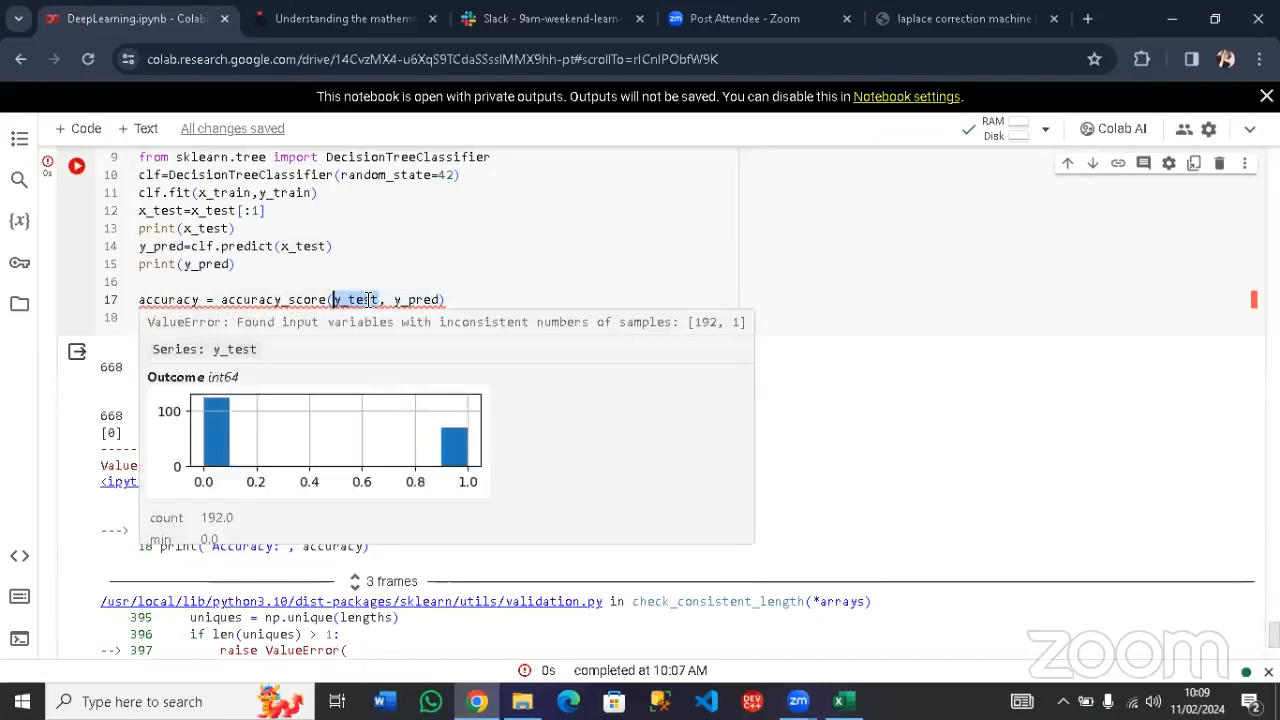 DeepLearning.ipynb - Colab
Understanding the mathema
Slack - 9am-weekend-learn-
Post Attendee - Zoom
laplace correction machine
colab.research.google.com/drive/14CvzMX4-u6XqS9TCdaSSslMMX9hh-pt#scrollTo=rICnIPObfW9K
This notebook is open with private outputs. Outputs will not be saved. You can disable this in Notebook settings.
+ Code + Text All changes saved
RAM
Disk
Colab AI
0s
9 from sklearn.tree import DecisionTreeClassifier
10 clf=DecisionTreeClassifier(random_state=42)
11 clf.fit(x_train,y_train)
12 x_test=x_test[:1]
13 print(x_test)
14 y_pred=clf.predict(x_test)
15 print(y_pred)
16
17 accuracy = accuracy_score(y_test, y_pred)
18
ValueError: Found input variables with inconsistent numbers of samples: [192, 1]
Series: y_test
Outcome int64
100
0
0.0 0.2 0.4 0.6 0.8 1.0
count 192.0
min 0.0
668
668
[0]
-----
Value
<ipyt
--->
18 print("Accuracy:", accuracy)
3 frames
/usr/local/lib/python3.10/dist-packages/sklearn/utils/validation.py in check_consistent_length(*arrays)
395 uniques = np.unique(lengths)
396 if len(uniques) > 1:
--> 397 raise ValueError(
zoom
0s completed at 10:07 AM
Type here to search
10:09
11/02/2024
2